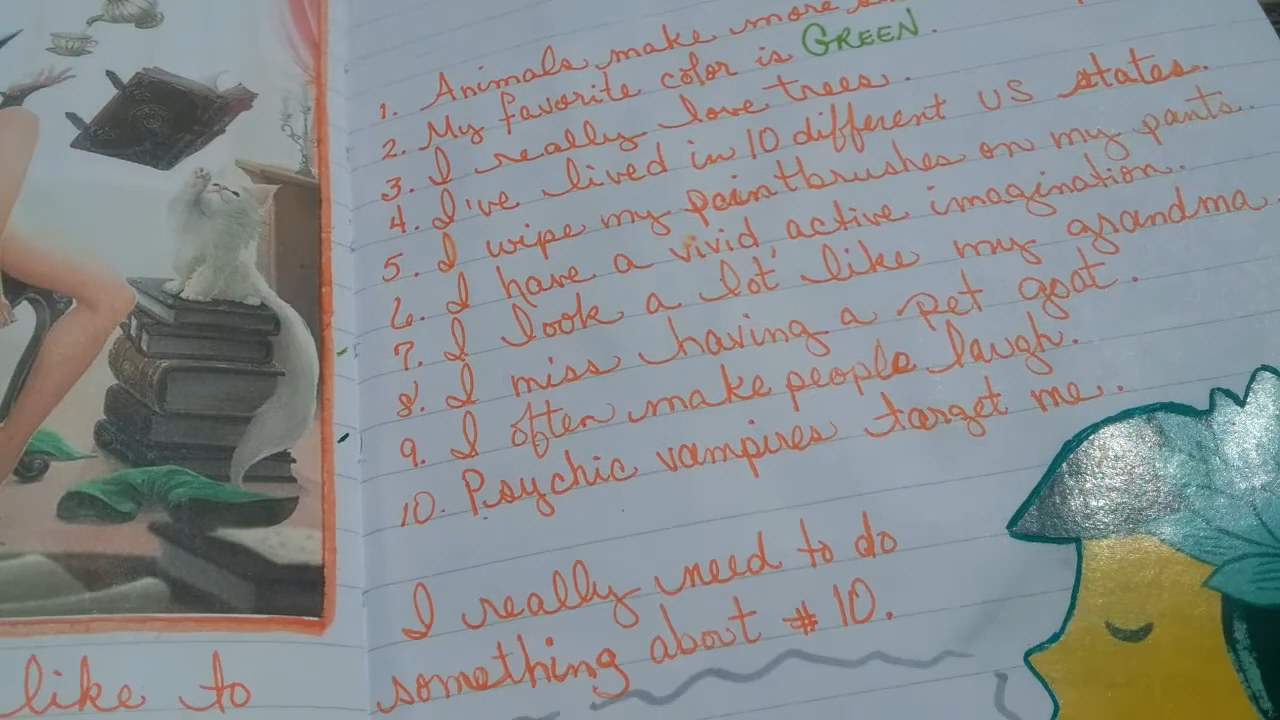 1. Animals make more
2. My favorite color is GREEN.
3. I really love trees.
4. I've lived in 10 different US states.
5. I wipe my paintbrushes on my pants.
6. I have a vivid, active imagination.
7. I look a lot like my grandma.
8. I miss having a pet goat.
9. I often make people laugh.
10. Psychic vampires target me.
I really need to do
something about # 10.
like to